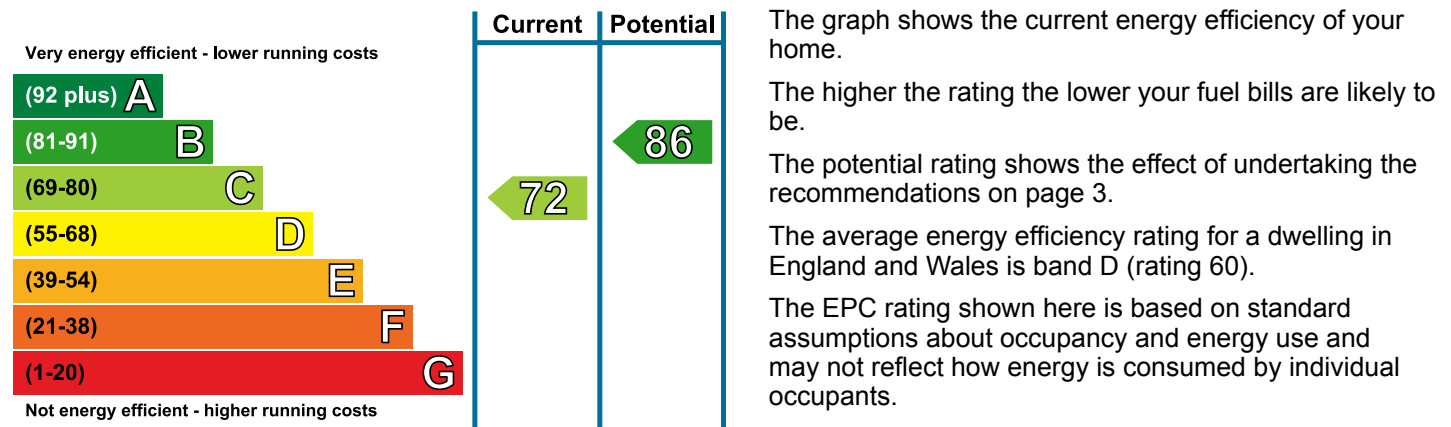 Current Potential
Very energy efficient - lower running costs
(92 plus) A
(81-91) B
86
(69-80) C
72
(55-68) D
(39-54) E
(21-38) F
(1-20) G
Not energy efficient - higher running costs
The graph shows the current energy efficiency of your
home.
The higher the rating the lower your fuel bills are likely to
be.
The potential rating shows the effect of undertaking the
recommendations on page 3.
The average energy efficiency rating for a dwelling in
England and Wales is band D (rating 60).
The EPC rating shown here is based on standard
assumptions about occupancy and energy use and
may not reflect how energy is consumed by individual
occupants.